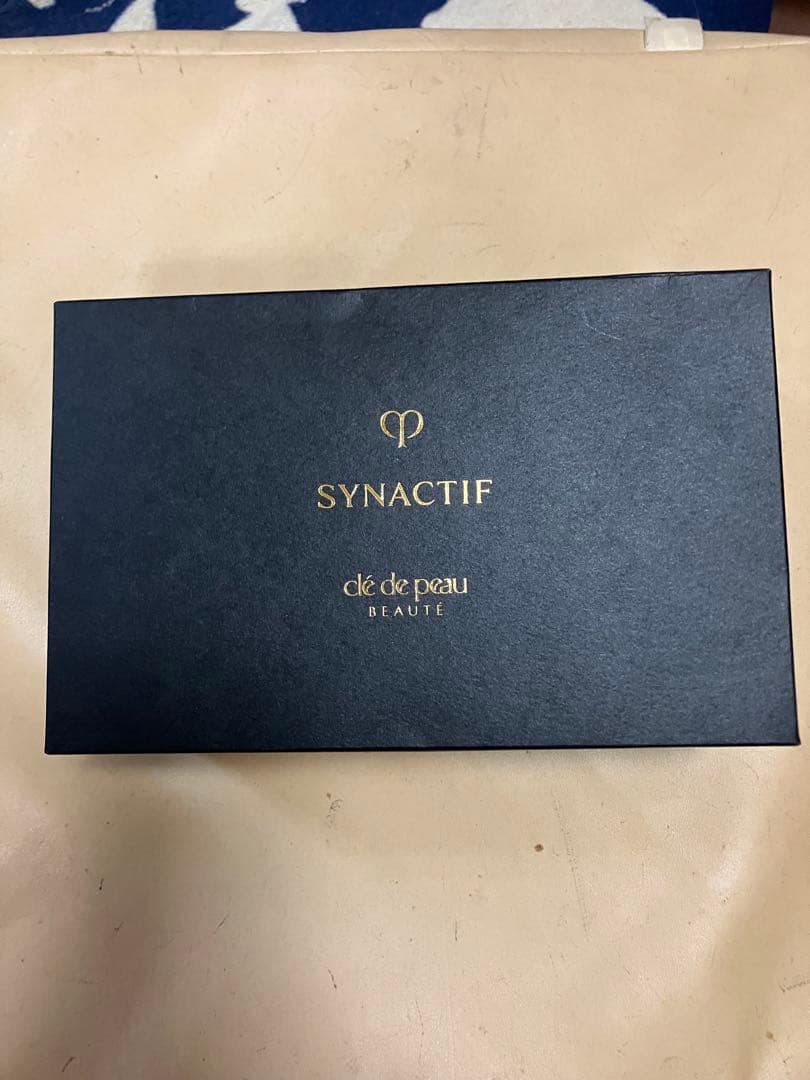 SYNACTIF
clé de peau
BEAUTÉ